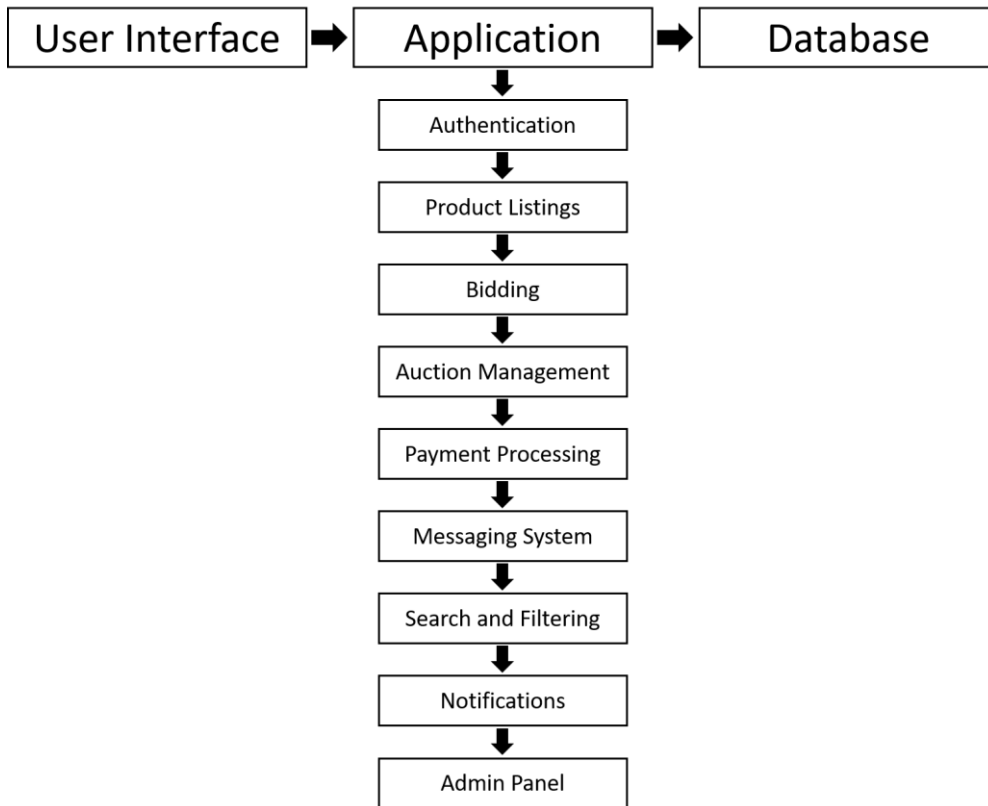 User Interface
Application
Database
Authentication
Product Listings
Bidding
Auction Management
Payment Processing
Messaging System
Search and Filtering
Notifications
Admin Panel